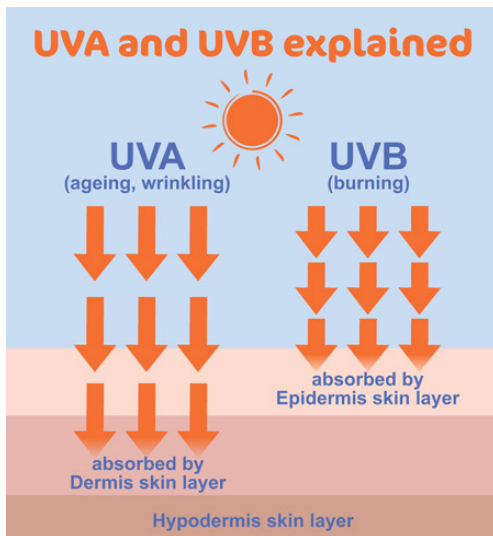 UVA and UVB explained
UVA
(ageing, wrinkling)
UVB
(burning)
absorbed by
Epidermis skin layer
absorbed by
Dermis skin layer
Hypodermis skin layer